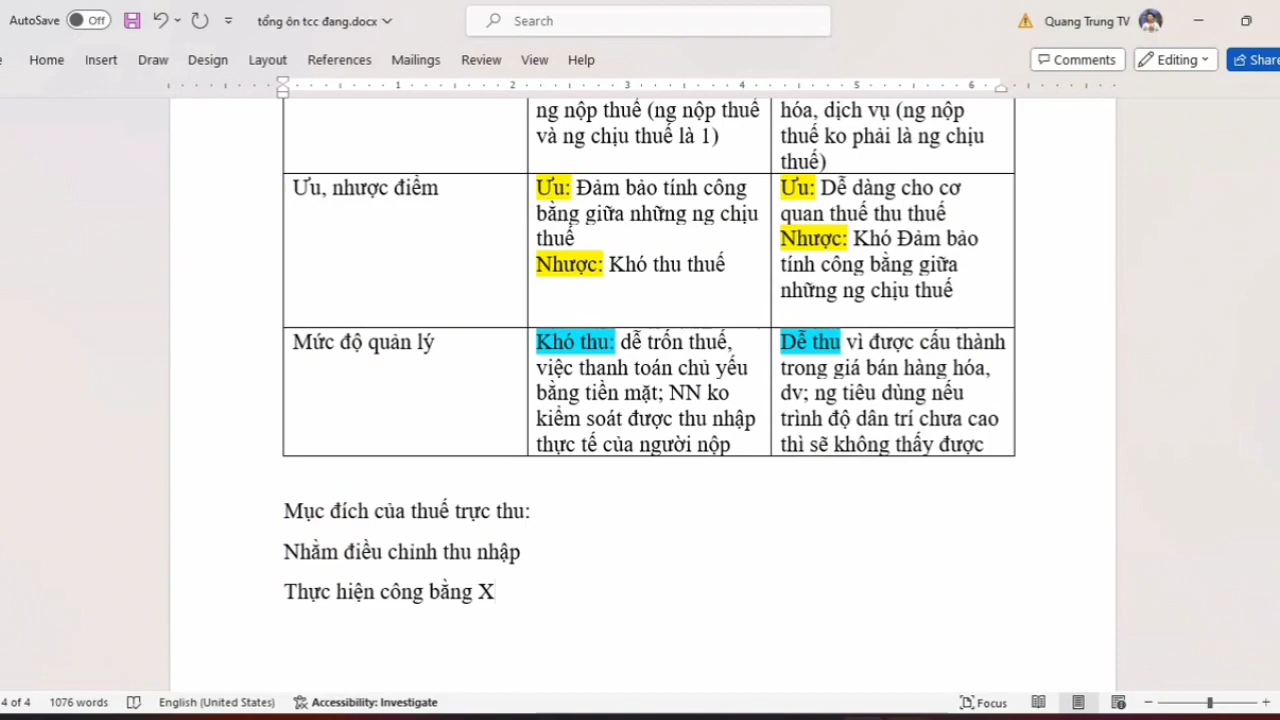 AutoSave Off tổng ôn tcc đang.docx Search Quang Trung TV
Home Insert Draw Design Layout References Mailings Review View Help Comments Editing Share
1 2 3 4 5 6
ng nộp thuế (ng nộp thuế
và ng chịu thuế là 1)
hóa, dịch vụ (ng nộp
thuế ko phải là ng chịu
thuế)
Ưu, nhược điểm
Ưu: Đảm bảo tính công
bằng giữa những ng chịu
thuế
Nhược: Khó thu thuế
Ưu: Dễ dàng cho cơ
quan thuế thu thuế
Nhược: Khó Đảm bảo
tính công bằng giữa
những ng chịu thuế
Mức độ quản lý
Khó thu: dễ trốn thuế,
việc thanh toán chủ yếu
bằng tiền mặt; NN ko
kiểm soát được thu nhập
thực tế của người nộp
Dễ thu vì được cấu thành
trong giá bán hàng hóa,
dv; ng tiêu dùng nếu
trình độ dân trí chưa cao
thì sẽ không thấy được
Mục đích của thuế trực thu:
Nhằm điều chỉnh thu nhập
Thực hiện công bằng X
4 of 4 1076 words English (United States) Accessibility: Investigate Focus